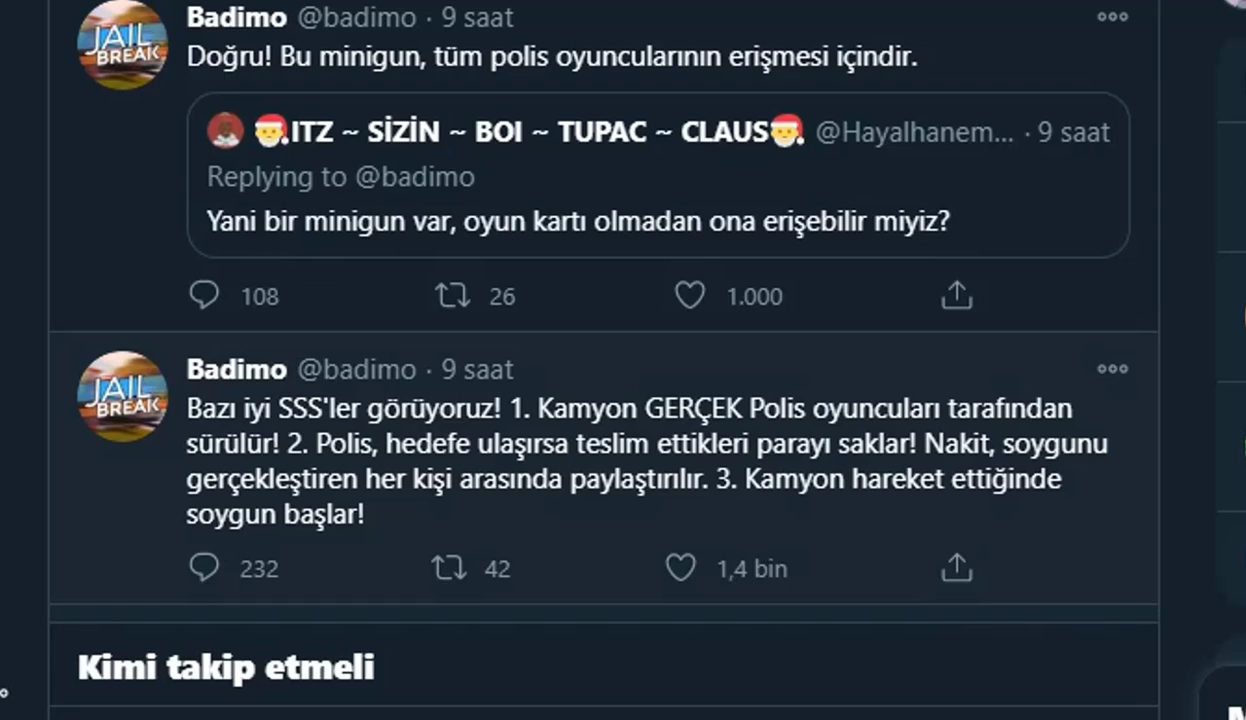 Badimo @badimo · 9 saat
JAIL
BREAK
Doğru! Bu minigun, tüm polis oyuncularının erişmesi içindir.
🎅ITZ ~ SİZİN ~ BOI ~ TUPAC ~ CLAUS🎅 @Hayalhanem... · 9 saat
Replying to @badimo
Yani bir minigun var, oyun kartı olmadan ona erişebilir miyiz?
108 26 1.000
Badimo @badimo · 9 saat
JAIL
BREAK
Bazı iyi SSS'ler görüyoruz! 1. Kamyon GERÇEK Polis oyuncuları tarafından
sürülür! 2. Polis, hedefe ulaşırsa teslim ettikleri parayı saklar! Nakit, soygunu
gerçekleştiren her kişi arasında paylaştırılır. 3. Kamyon hareket ettiğinde
soygun başlar!
232 42 1,4 bin
Kimi takip etmeli